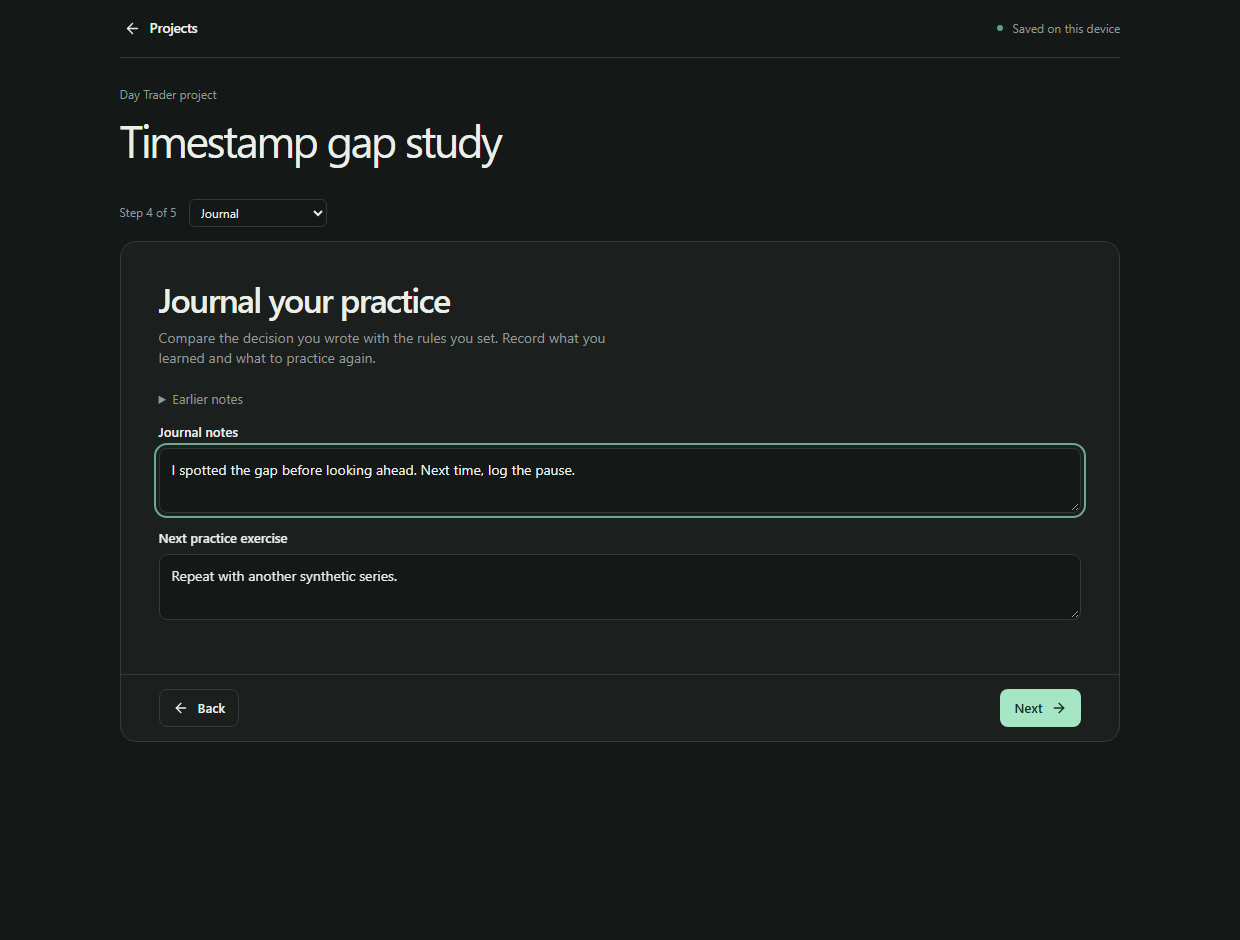 Projects
Saved on this device
Day Trader project
Timestamp gap study
Step 4 of 5
Journal
Journal your practice
Compare the decision you wrote with the rules you set. Record what you
learned and what to practice again.
Earlier notes
Journal notes
I spotted the gap before looking ahead. Next time, log the pause.
Next practice exercise
Repeat with another synthetic series.
Back
Next